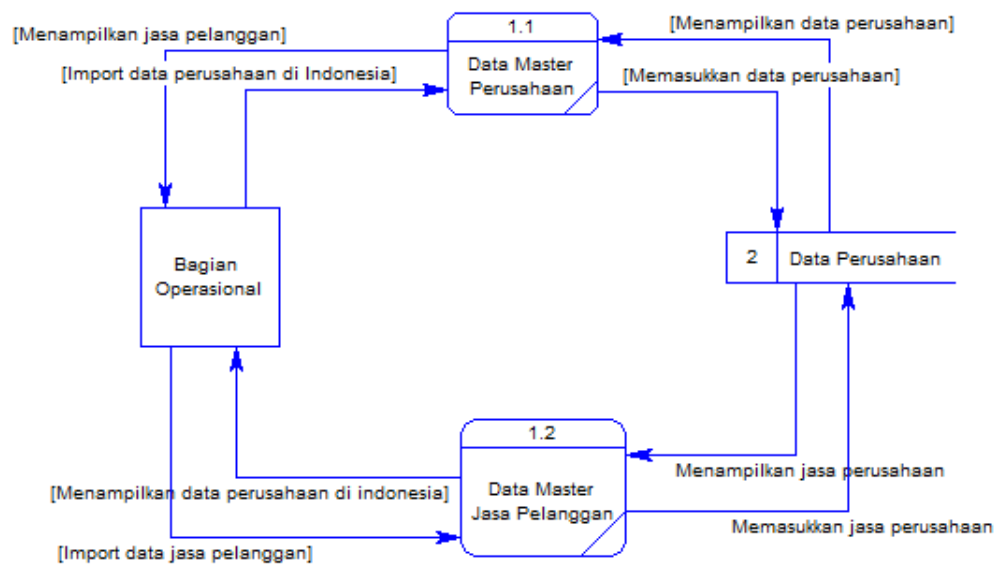 1.1
[Menampilkan data perusahaan]
[Menampilkan jasa pelanggan]
Data Master
Perusahaan
[Import data perusahaan di Indonesia]
[Memasukkan data perusahaan]
Bagian
Operasional
2
Data Perusahaan
1.2
Menampilkan jasa perusahaan
Data Master
Jasa Pelanggan
[Menampilkan data perusahaan di indonesia]
Memasukkan jasa perusahaan
[Import data jasa pelanggan]